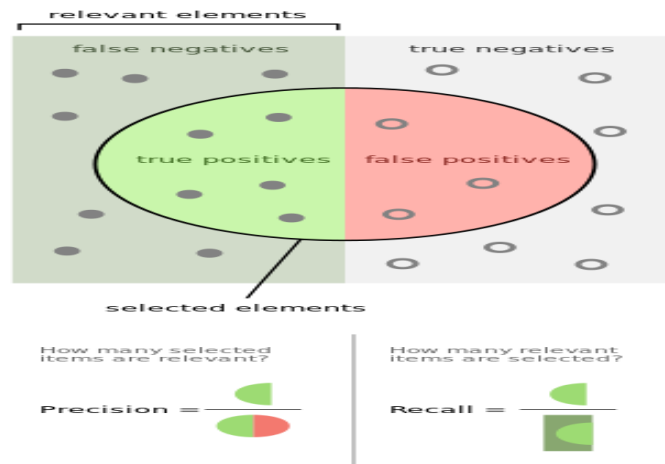 relevant elements
false negatives
true negatives
true positives
false positives
selected elements
How many selected
items are relevant?
How many relevant
items are selected?
Precision =
Recall =